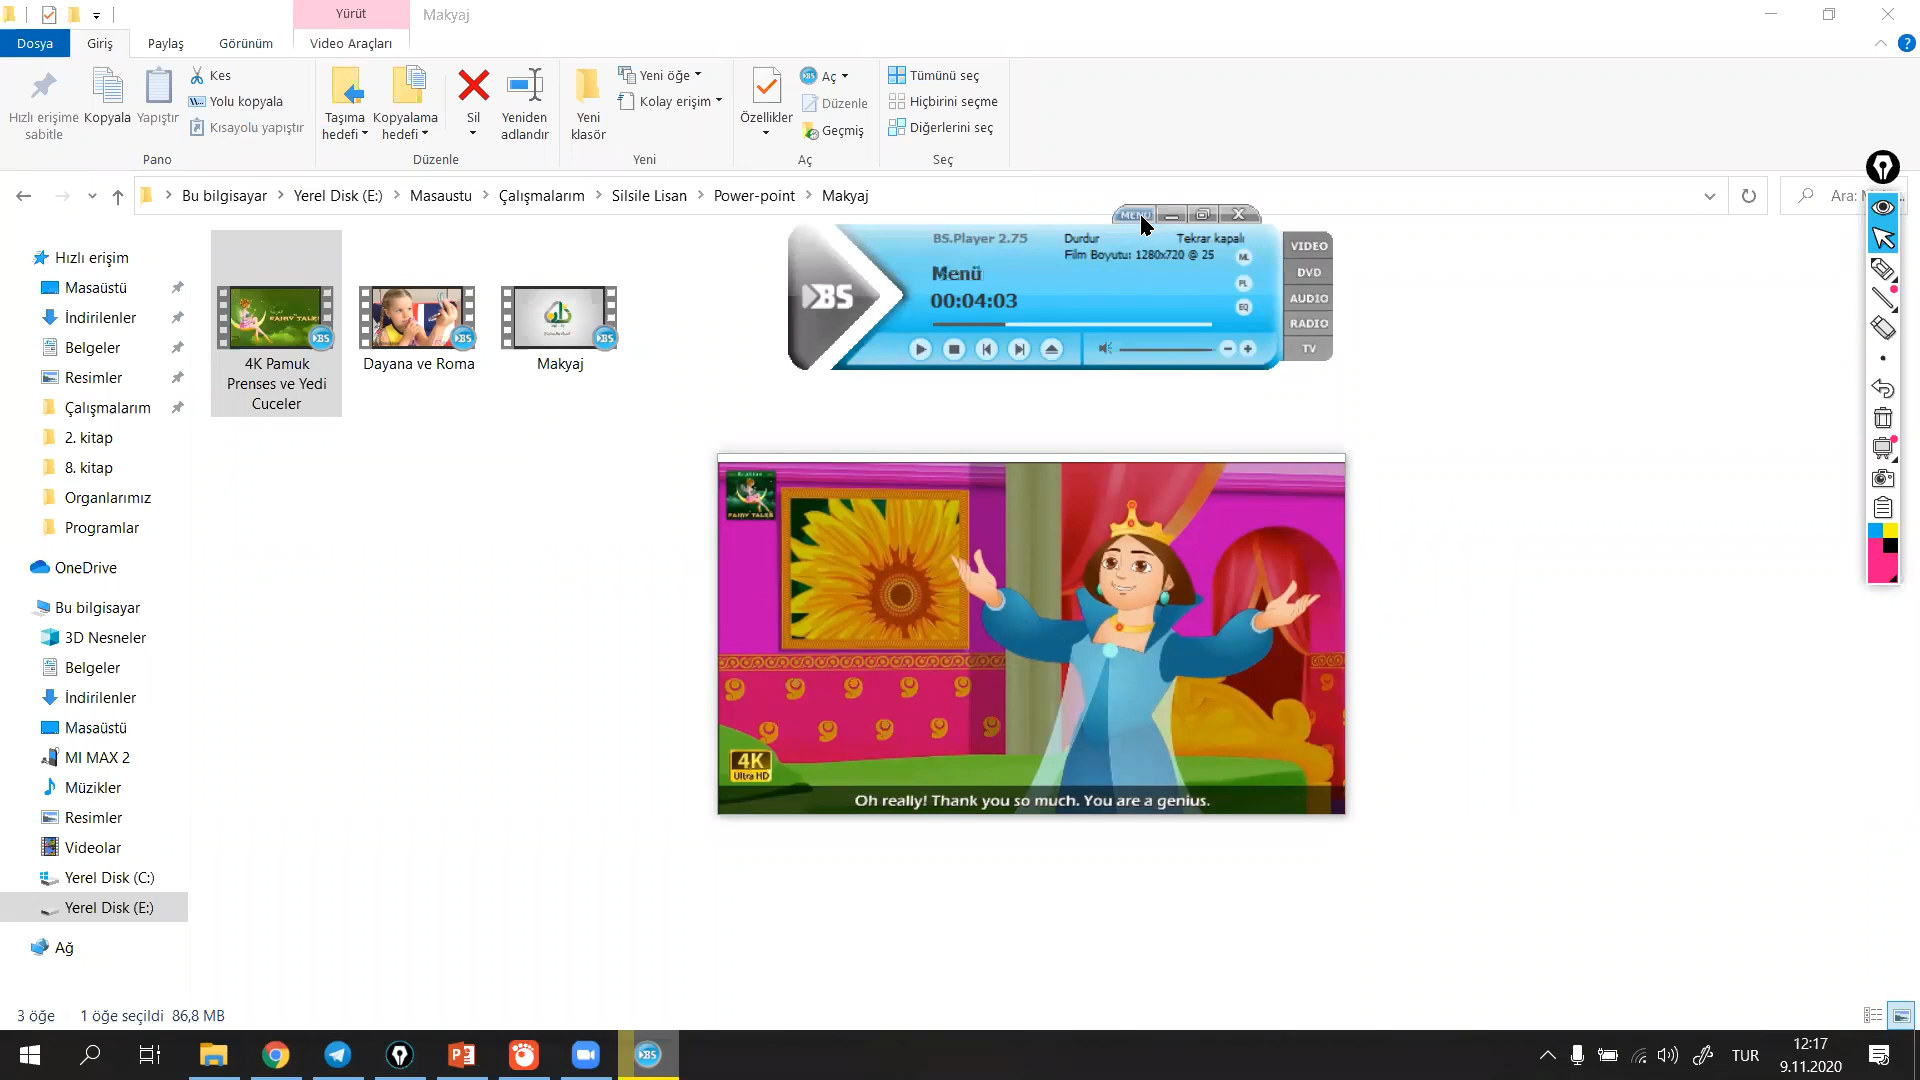 Yürüt
Makyaj
Dosya
Giriş
Paylaş
Görünüm
Video Araçları
Hızlı erişime sabitle
Kopyala
Yapıştır
Kes
Yolu kopyala
Kısayolu yapıştır
Pano
Taşıma hedefi
Kopyalama hedefi
Sil
Yeniden adlandır
Düzenle
Yeni klasör
Yeni öğe
Kolay erişim
Yeni
Özellikler
Aç
Düzenle
Geçmiş
Aç
Tümünü seç
Hiçbirini seçme
Diğerlerini seç
Seç
Bu bilgisayar
Yerel Disk (E:)
Masaustu
Çalışmalarım
Silsile Lisan
Power-point
Makyaj
Ara:
Hızlı erişim
Masaüstü
İndirilenler
Belgeler
Resimler
Çalışmalarım
2. kitap
8. kitap
Organlarımız
Programlar
OneDrive
Bu bilgisayar
3D Nesneler
Belgeler
İndirilenler
Masaüstü
MI MAX 2
Müzikler
Resimler
Videolar
Yerel Disk (C:)
Yerel Disk (E:)
Ağ
4K Pamuk
Prenses ve Yedi
Cuceler
Dayana ve Roma
Makyaj
MENU
BS.Player 2.75
Durdur
Tekrar kapalı
Film Boyutu: 1280x720 @ 25
Menü
00:04:03
BS
ML
PL
EQ
VIDEO
DVD
AUDIO
RADIO
TV
FAIRY TALES
4K
Ultra HD
Oh really! Thank you so much. You are a genius.
3 öğe
1 öğe seçildi 86,8 MB
TUR
12:17
9.11.2020